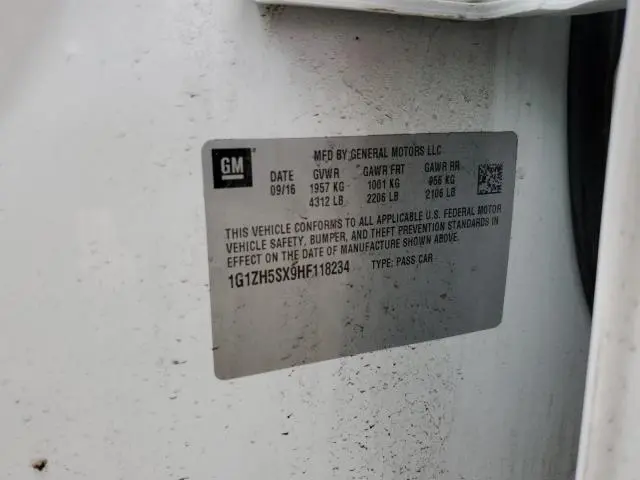 GM
MFD BY GENERAL MOTORS LLC
DATE GVWR GAWR FRT GAWR RR
09/16 1957 KG 1001 KG 956 KG
4312 LB 2206 LB 2106 LB
THIS VEHICLE CONFORMS TO ALL APPLICABLE U.S. FEDERAL MOTOR
VEHICLE SAFETY, BUMPER, AND THEFT PREVENTION STANDARDS IN
EFFECT ON THE DATE OF MANUFACTURE SHOWN ABOVE.
1G1ZH5SX9HF118234 TYPE: PASS CAR